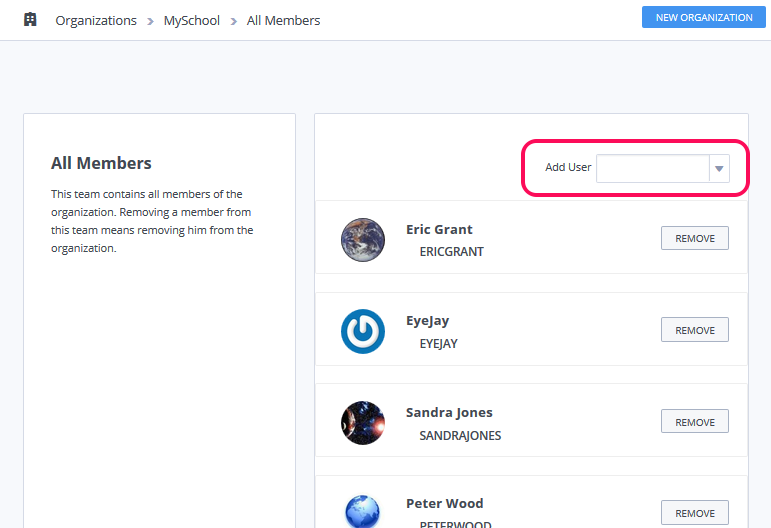 Organizations > MySchool > All Members
NEW ORGANIZATION
All Members
This team contains all members of the
organization. Removing a member from
this team means removing him from the
organization.
Add User
Eric Grant
ERICGRANT
REMOVE
EyeJay
EYEJAY
REMOVE
Sandra Jones
SANDRAJONES
REMOVE
Peter Wood
PETERWOOD
REMOVE